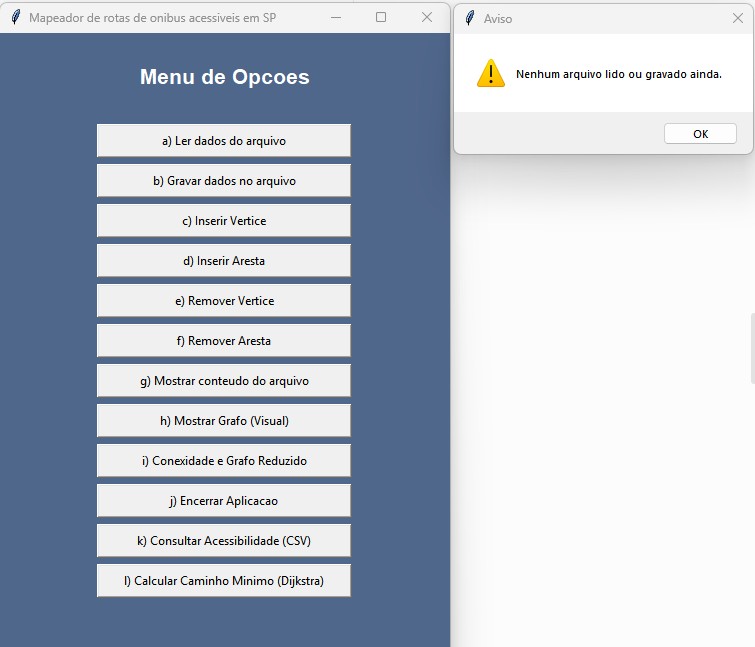 Mapeador de rotas de onibus acessiveis em SP
Menu de Opcoes
a) Ler dados do arquivo
b) Gravar dados no arquivo
c) Inserir Vertice
d) Inserir Aresta
e) Remover Vertice
f) Remover Aresta
g) Mostrar conteudo do arquivo
h) Mostrar Grafo (Visual)
i) Conexidade e Grafo Reduzido
j) Encerrar Aplicacao
k) Consultar Acessibilidade (CSV)
l) Calcular Caminho Minimo (Dijkstra)
Aviso
Nenhum arquivo lido ou gravado ainda.
OK